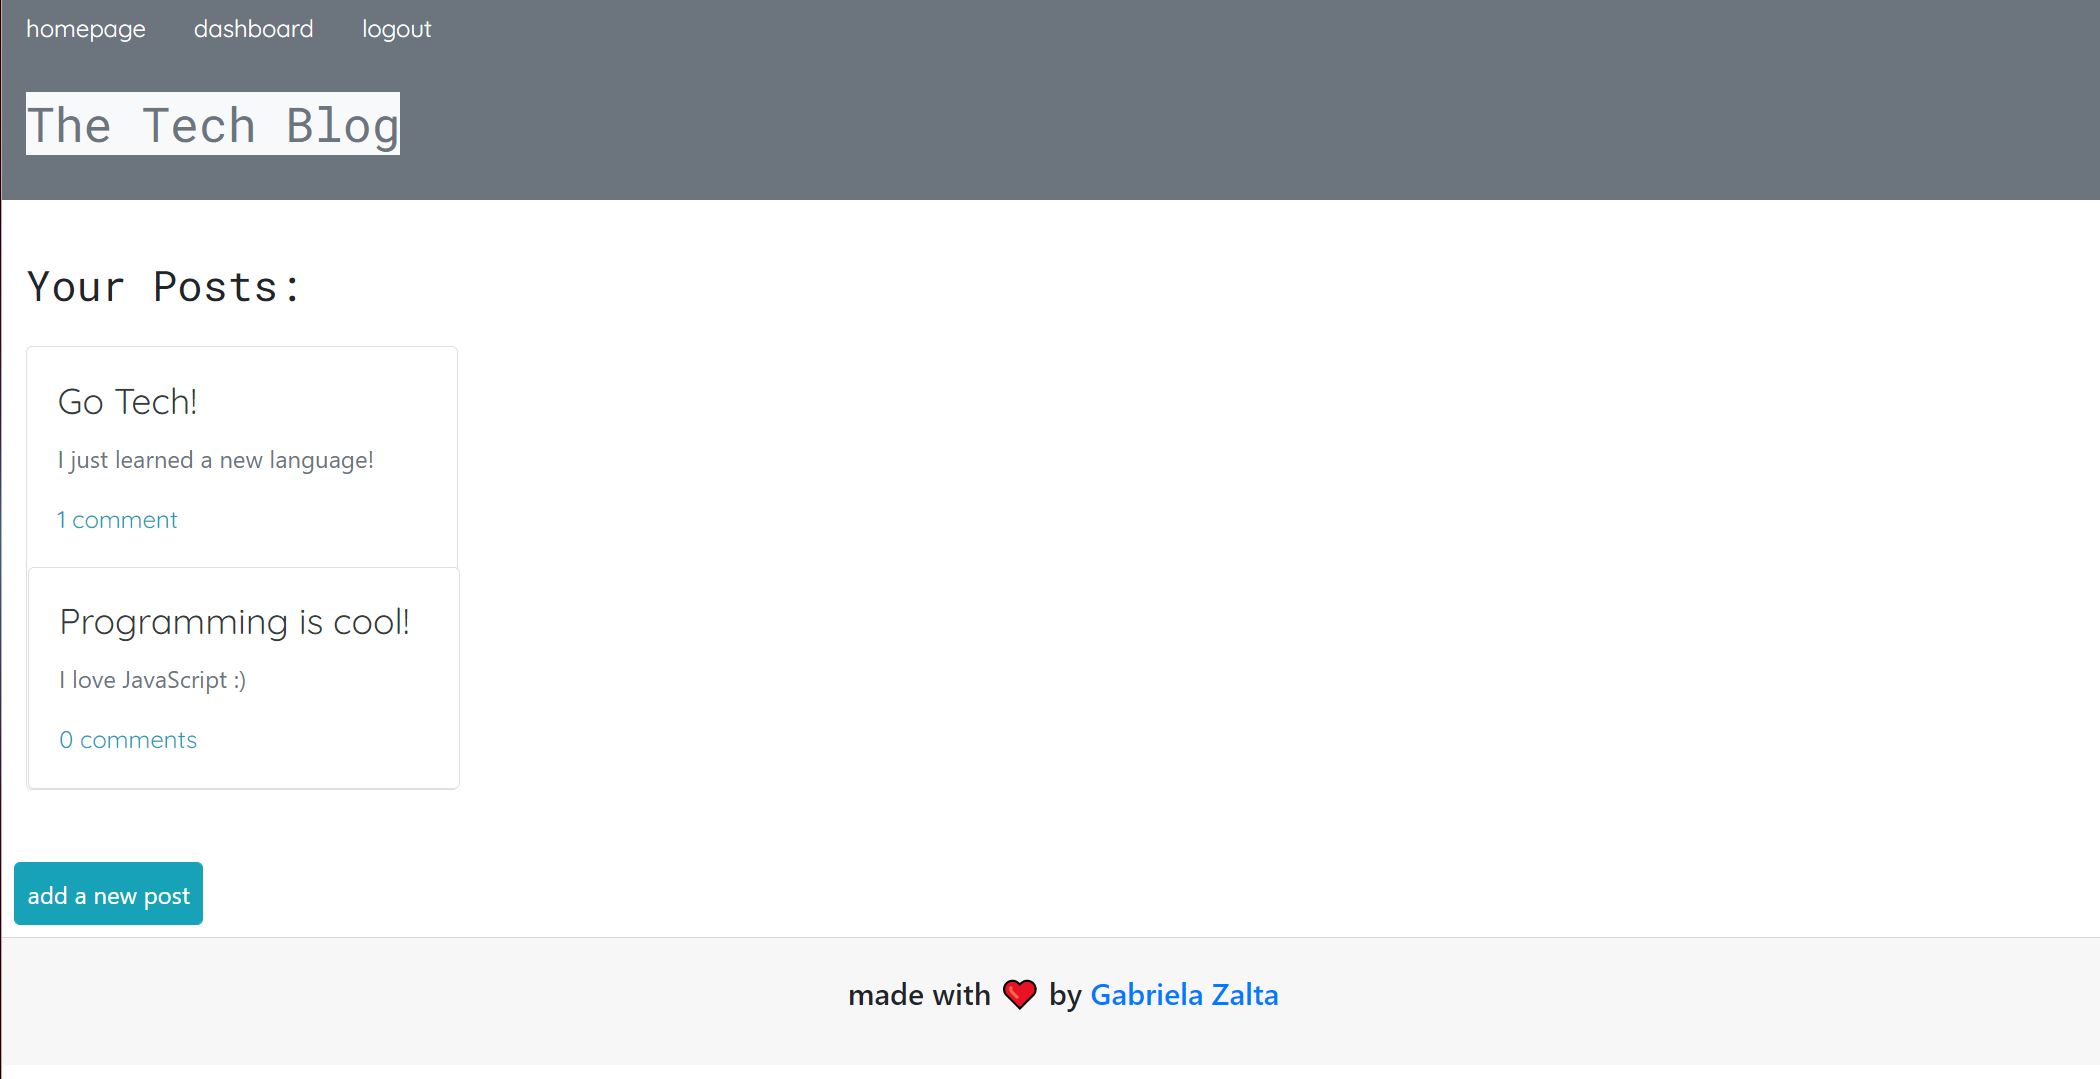 homepage dashboard logout
The Tech Blog
Your Posts:
Go Tech!
I just learned a new language!
1 comment
Programming is cool!
I love JavaScript :)
0 comments
add a new post
made with ❤️ by Gabriela Zalta